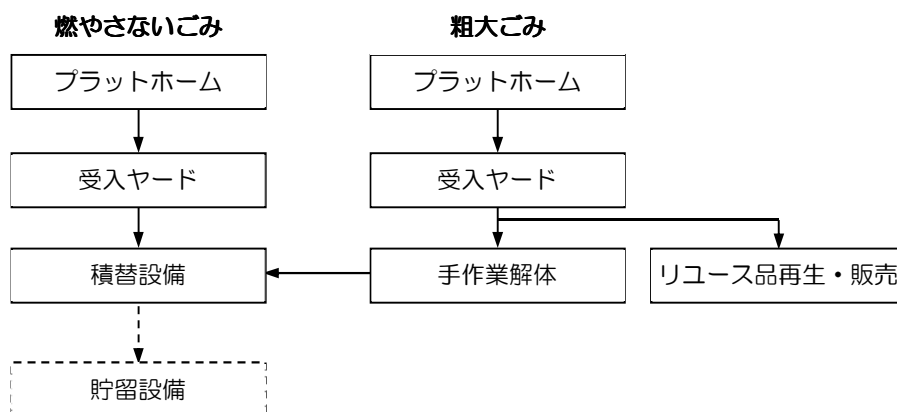 燃やさないごみ
粗大ごみ
プラットホーム
プラットホーム
受入ヤード
受入ヤード
積替設備
手作業解体
リユース品再生・販売
貯留設備